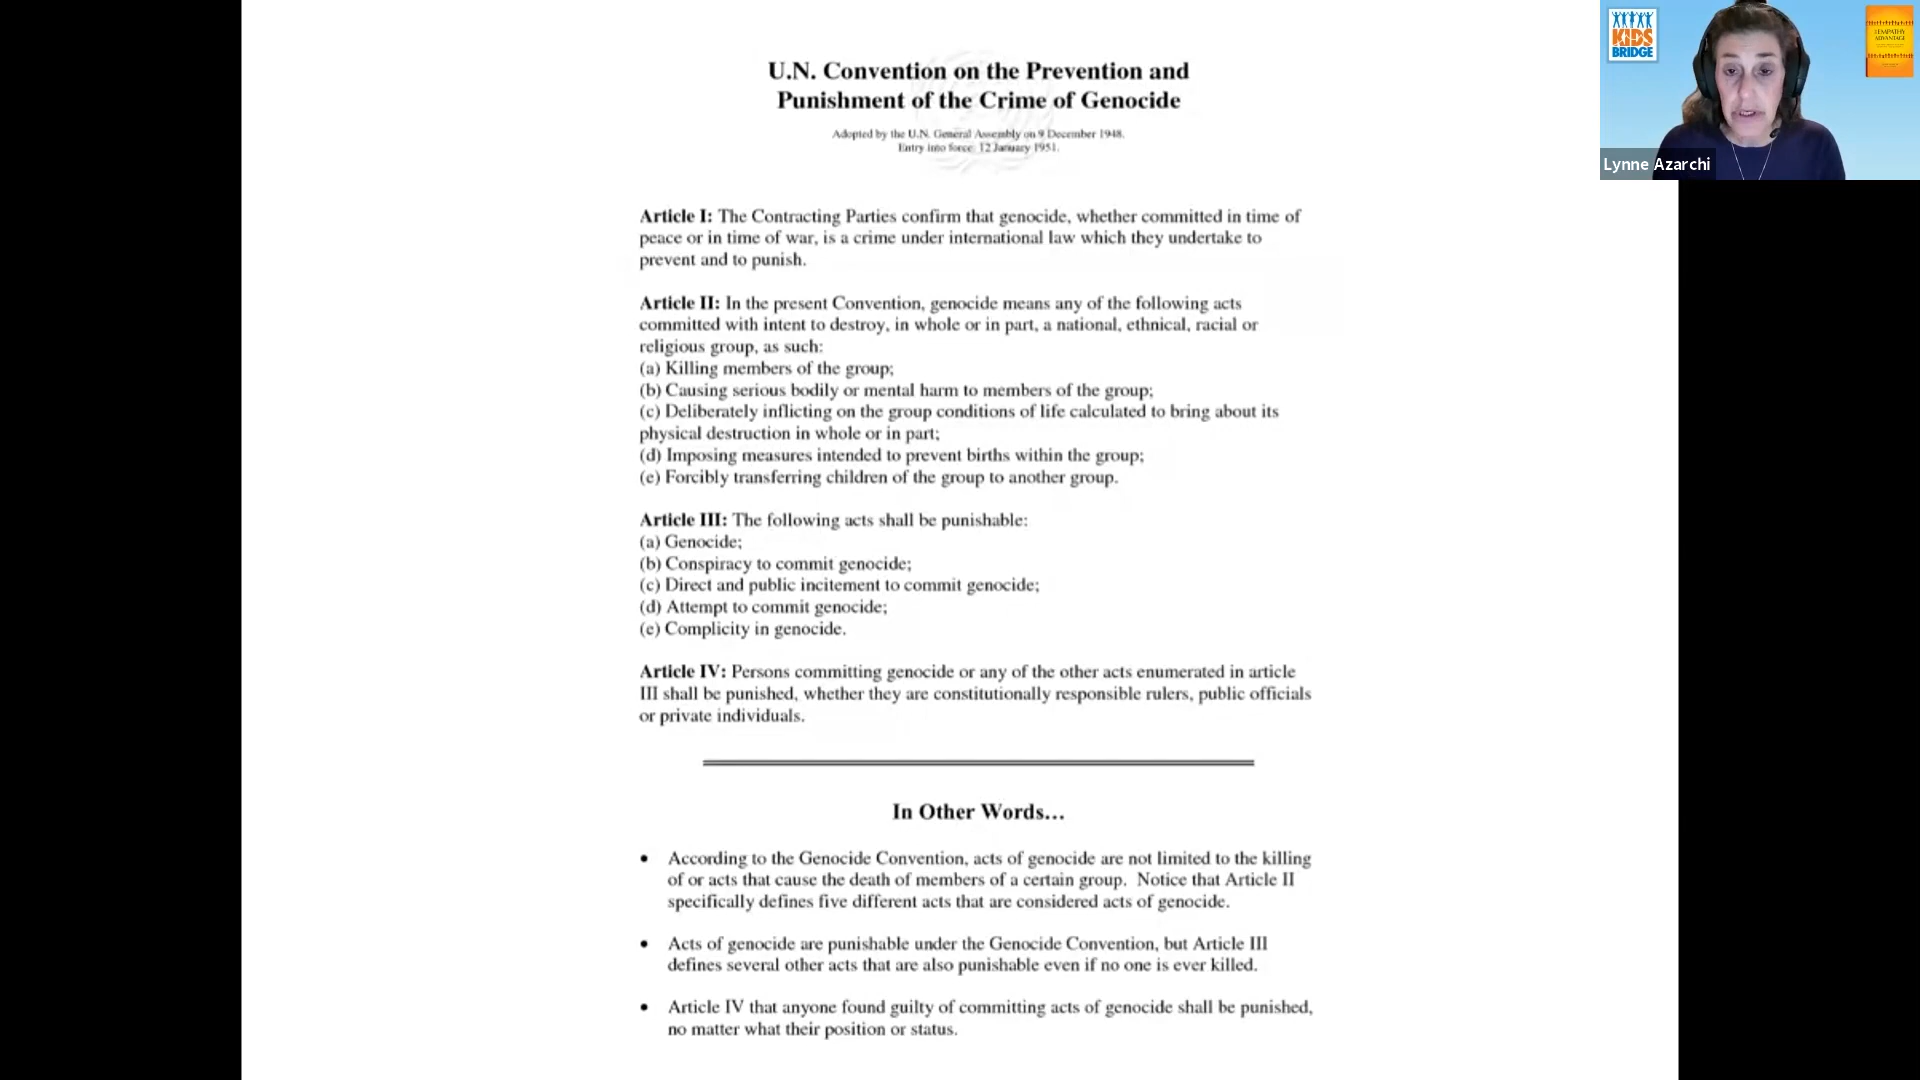 U.N. Convention on the Prevention and
Punishment of the Crime of Genocide
Adopted by the U.N. General Assembly on 9 December 1948.
Entry into force: 12 January 1951.
Article I: The Contracting Parties confirm that genocide, whether committed in time of
peace or in time of war, is a crime under international law which they undertake to
prevent and to punish.
Article II: In the present Convention, genocide means any of the following acts
committed with intent to destroy, in whole or in part, a national, ethnical, racial or
religious group, as such:
(a) Killing members of the group;
(b) Causing serious bodily or mental harm to members of the group;
(c) Deliberately inflicting on the group conditions of life calculated to bring about its
physical destruction in whole or in part;
(d) Imposing measures intended to prevent births within the group;
(e) Forcibly transferring children of the group to another group.
Article III: The following acts shall be punishable:
(a) Genocide;
(b) Conspiracy to commit genocide;
(c) Direct and public incitement to commit genocide;
(d) Attempt to commit genocide;
(e) Complicity in genocide.
Article IV: Persons committing genocide or any of the other acts enumerated in article
III shall be punished, whether they are constitutionally responsible rulers, public officials
or private individuals.
In Other Words…
• According to the Genocide Convention, acts of genocide are not limited to the killing
of or acts that cause the death of members of a certain group. Notice that Article II
specifically defines five different acts that are considered acts of genocide.
• Acts of genocide are punishable under the Genocide Convention, but Article III
defines several other acts that are also punishable even if no one is ever killed.
• Article IV that anyone found guilty of committing acts of genocide shall be punished,
no matter what their position or status.
KIDS
BRIDGE
EMPATHY
ADVANTAGE
Lynne Azarchi